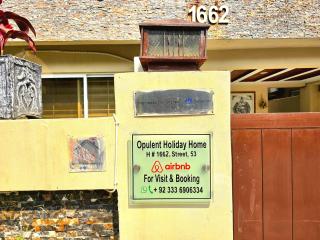 1662
Opulent Holiday Home
H # 1662, Street, 53
airbnb
For Visit & Booking
+ 92 333 6906334